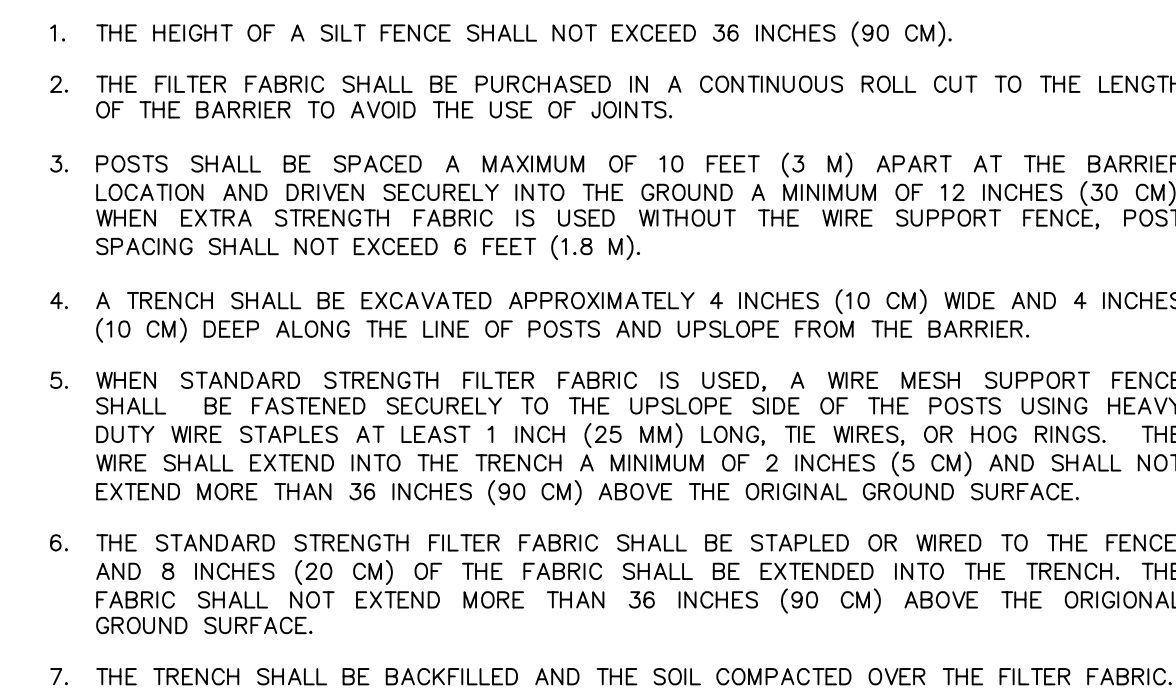 1. THE HEIGHT OF A SILT FENCE SHALL NOT EXCEED 36 INCHES (90 CM).
2. THE FILTER FABRIC SHALL BE PURCHASED IN A CONTINUOUS ROLL CUT TO THE LENGTH
OF THE BARRIER TO AVOID THE USE OF JOINTS.
3. POSTS SHALL BE SPACED A MAXIMUM OF 10 FEET (3 M) APART AT THE BARRIER
LOCATION AND DRIVEN SECURELY INTO THE GROUND A MINIMUM OF 12 INCHES (30 CM)
WHEN EXTRA STRENGTH FABRIC IS USED WITHOUT THE WIRE SUPPORT FENCE, POST
SPACING SHALL NOT EXCEED 6 FEET (1.8 M).
4. A TRENCH SHALL BE EXCAVATED APPROXIMATELY 4 INCHES (10 CM) WIDE AND 4 INCHES
(10 CM) DEEP ALONG THE LINE OF POSTS AND UPSLOPE FROM THE BARRIER.
5. WHEN STANDARD STRENGTH FILTER FABRIC IS USED, A WIRE MESH SUPPORT FENCE
SHALL BE FASTENED SECURELY TO THE UPSLOPE SIDE OF THE POSTS USING HEAVY
DUTY WIRE STAPLES AT LEAST 1 INCH (25 MM) LONG, TIE WIRES, OR HOG RINGS. THE
WIRE SHALL EXTEND INTO THE TRENCH A MINIMUM OF 2 INCHES (5 CM) AND SHALL NOT
EXTEND MORE THAN 36 INCHES (90 CM) ABOVE THE ORIGINAL GROUND SURFACE.
6. THE STANDARD STRENGTH FILTER FABRIC SHALL BE STAPLED OR WIRED TO THE FENCE
AND 8 INCHES (20 CM) OF THE FABRIC SHALL BE EXTENDED INTO THE TRENCH. THE
FABRIC SHALL NOT EXTEND MORE THAN 36 INCHES (90 CM) ABOVE THE ORIGIONAL
GROUND SURFACE.
7. THE TRENCH SHALL BE BACKFILLED AND THE SOIL COMPACTED OVER THE FILTER FABRIC.